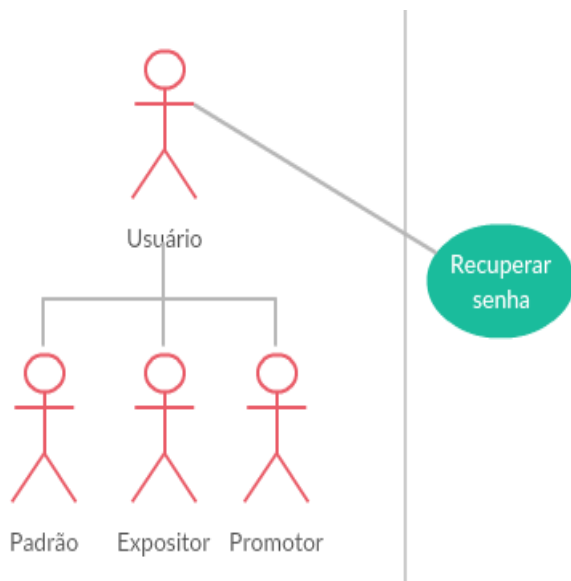 Usuário
Recuperar
senha
Padrão
Expositor
Promotor